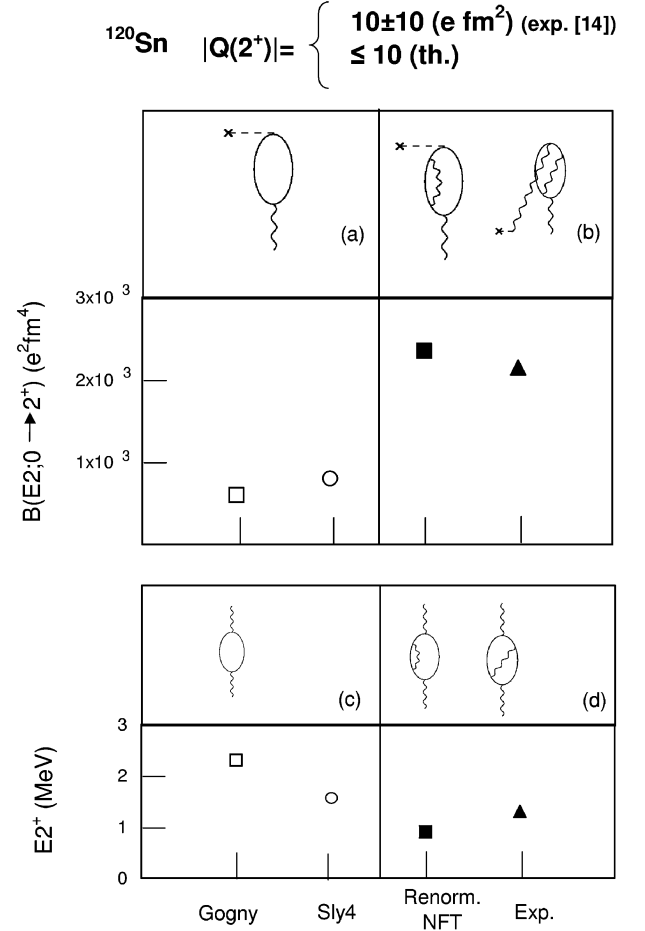 ¹²⁰Sn |Q(2⁺)|= { 10±10 (e fm²) (exp. [14])
≤ 10 (th.)
(a)
(b)
B(E2;0 → 2⁺) (e²fm⁴)
3x10 ³
2x10 ³
1x10 ³
(c)
(d)
E2⁺ (MeV)
3
2
1
0
Gogny
Sly4
Renorm.
NFT
Exp.